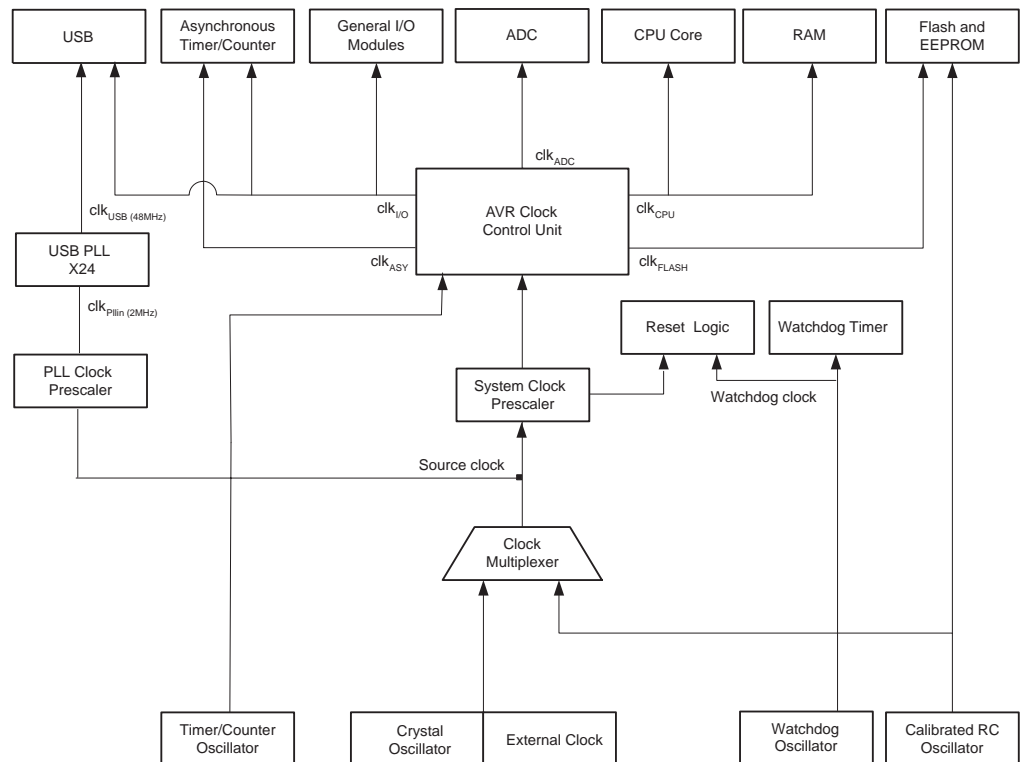 USB
Asynchronous
Timer/Counter
General I/O
Modules
ADC
CPU Core
RAM
Flash and
EEPROM
clkADC
clkI/O
AVR Clock
Control Unit
clkCPU
clkUSB (48MHz)
USB PLL
X24
clkASY
clkFLASH
clkPllin (2MHz)
Reset Logic
Watchdog Timer
PLL Clock
Prescaler
System Clock
Prescaler
Watchdog clock
Source clock
Clock
Multiplexer
Timer/Counter
Oscillator
Crystal
Oscillator
External Clock
Watchdog
Oscillator
Calibrated RC
Oscillator